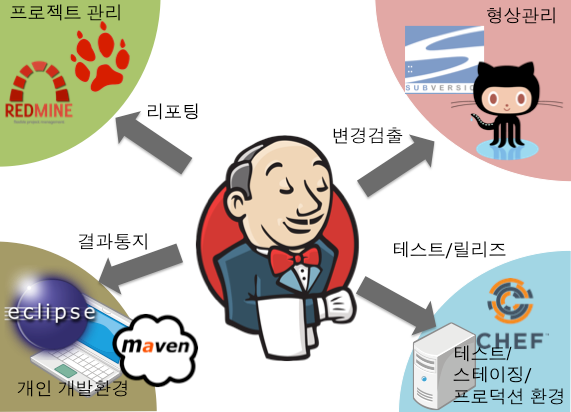 프로젝트 관리
형상관리
SUBVERSIO
REDMINE
리포팅
변경검출
결과통지
테스트/릴리즈
eclipse
maven
CHEF
개인 개발환경
테스트/
스테이징/
프로덕션 환경